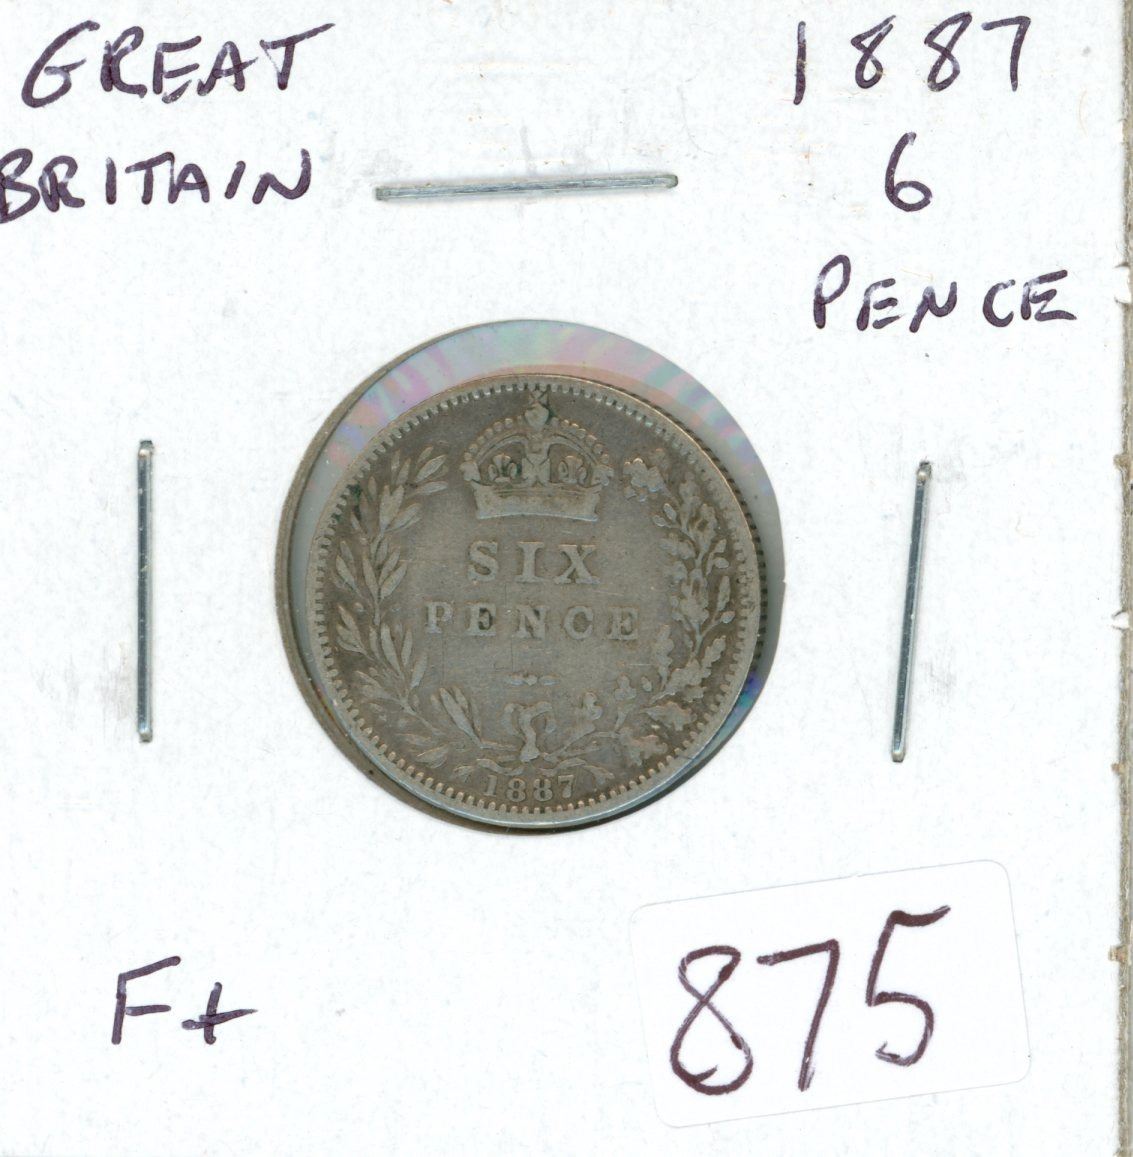 GREAT
BRITAIN
1887
6
PENCE
SIX
PENCE
1887
F+
875